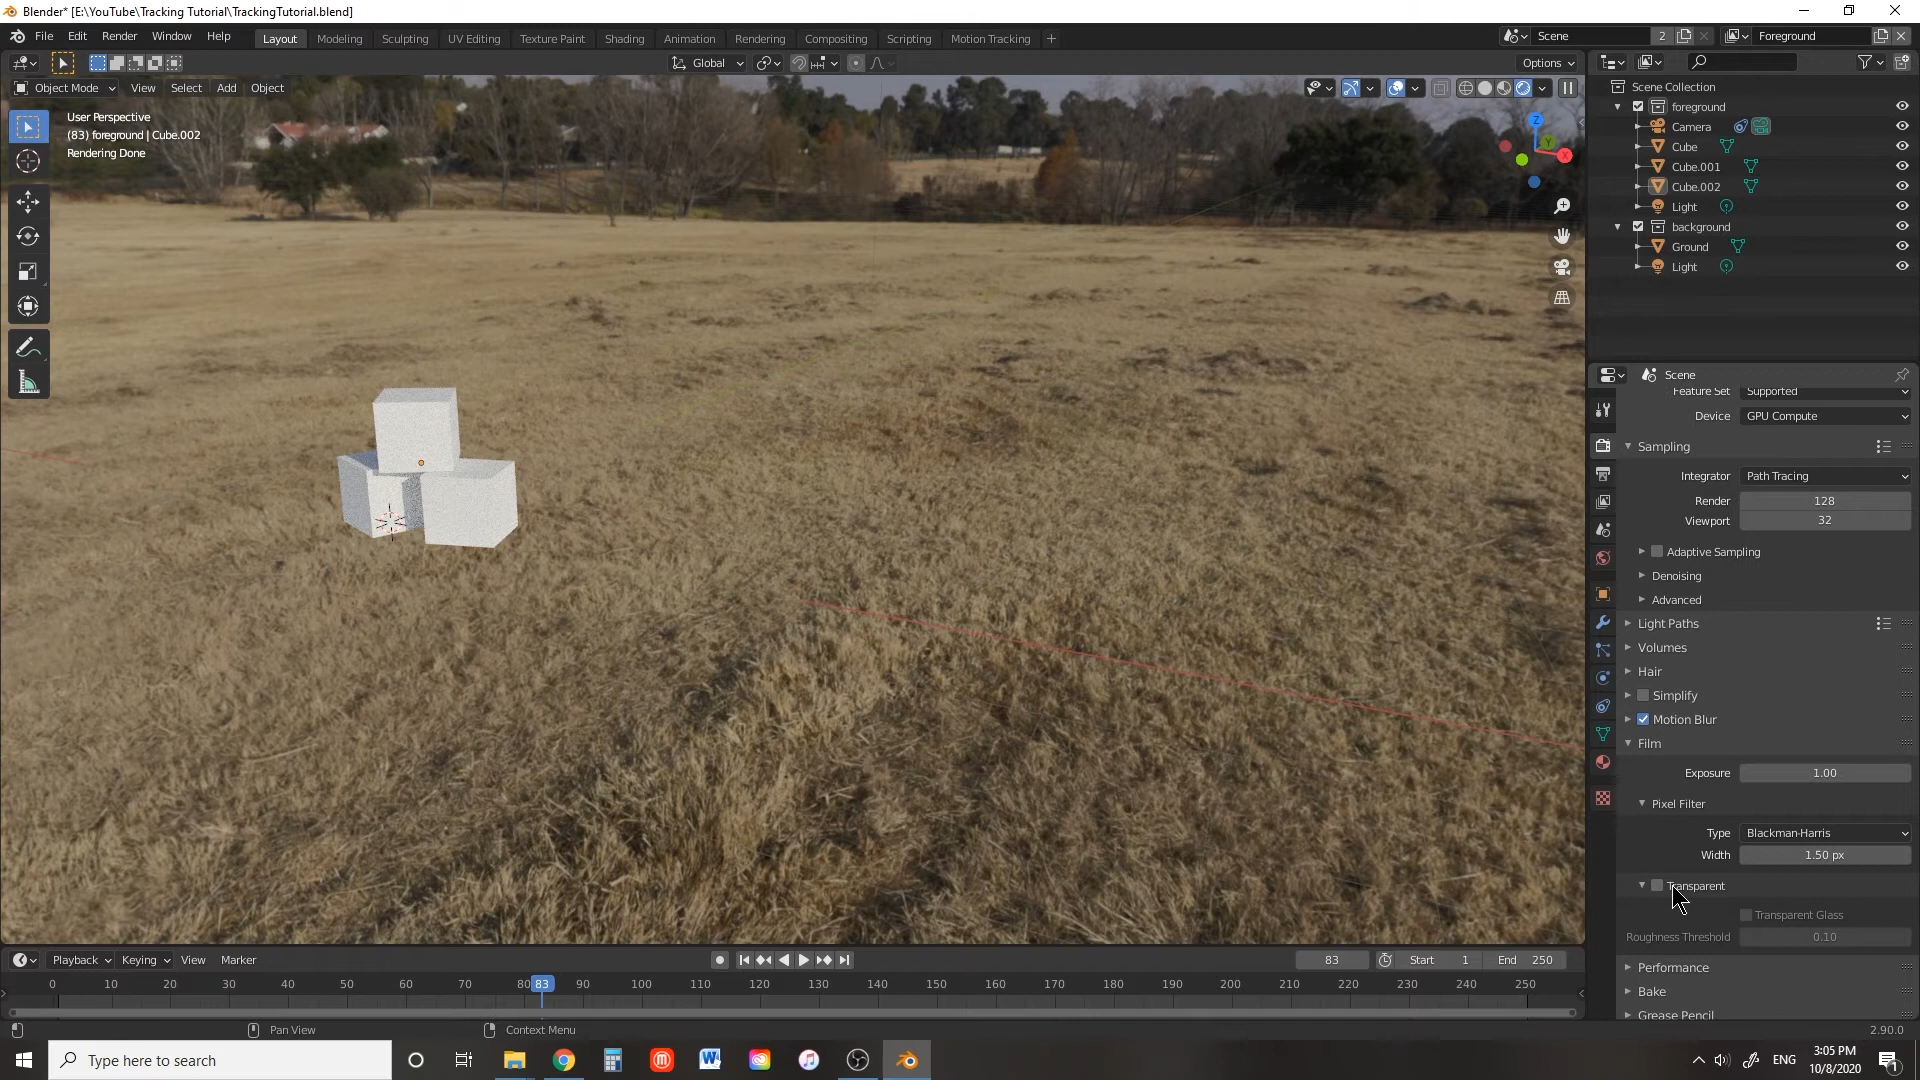 Blender* [E:\YouTube\Tracking Tutorial\TrackingTutorial.blend]
File Edit Render Window Help
Layout Modeling Sculpting UV Editing Texture Paint Shading Animation Rendering Compositing Scripting Motion Tracking +
Scene 2 Foreground
Global Options
Object Mode View Select Add Object
User Perspective
(83) foreground | Cube.002
Rendering Done
Z
Y
X
Scene Collection
foreground
Camera
Cube
Cube.001
Cube.002
Light
background
Ground
Light
Scene
Feature Set Supported
Device GPU Compute
Sampling
Integrator Path Tracing
Render 128
Viewport 32
Adaptive Sampling
Denoising
Advanced
Light Paths
Volumes
Hair
Simplify
Motion Blur
Film
Exposure 1.00
Pixel Filter
Type Blackman-Harris
Width 1.50 px
Transparent
Transparent Glass
Roughness Threshold 0.10
Performance
Bake
Grease Pencil
Playback Keying View Marker
83 Start 1 End 250
0 10 20 30 40 50 60 70 80 83 90 100 110 120 130 140 150 160 170 180 190 200 210 220 230 240 250
Pan View Context Menu 2.90.0
Type here to search
ENG
3:05 PM
10/8/2020
1